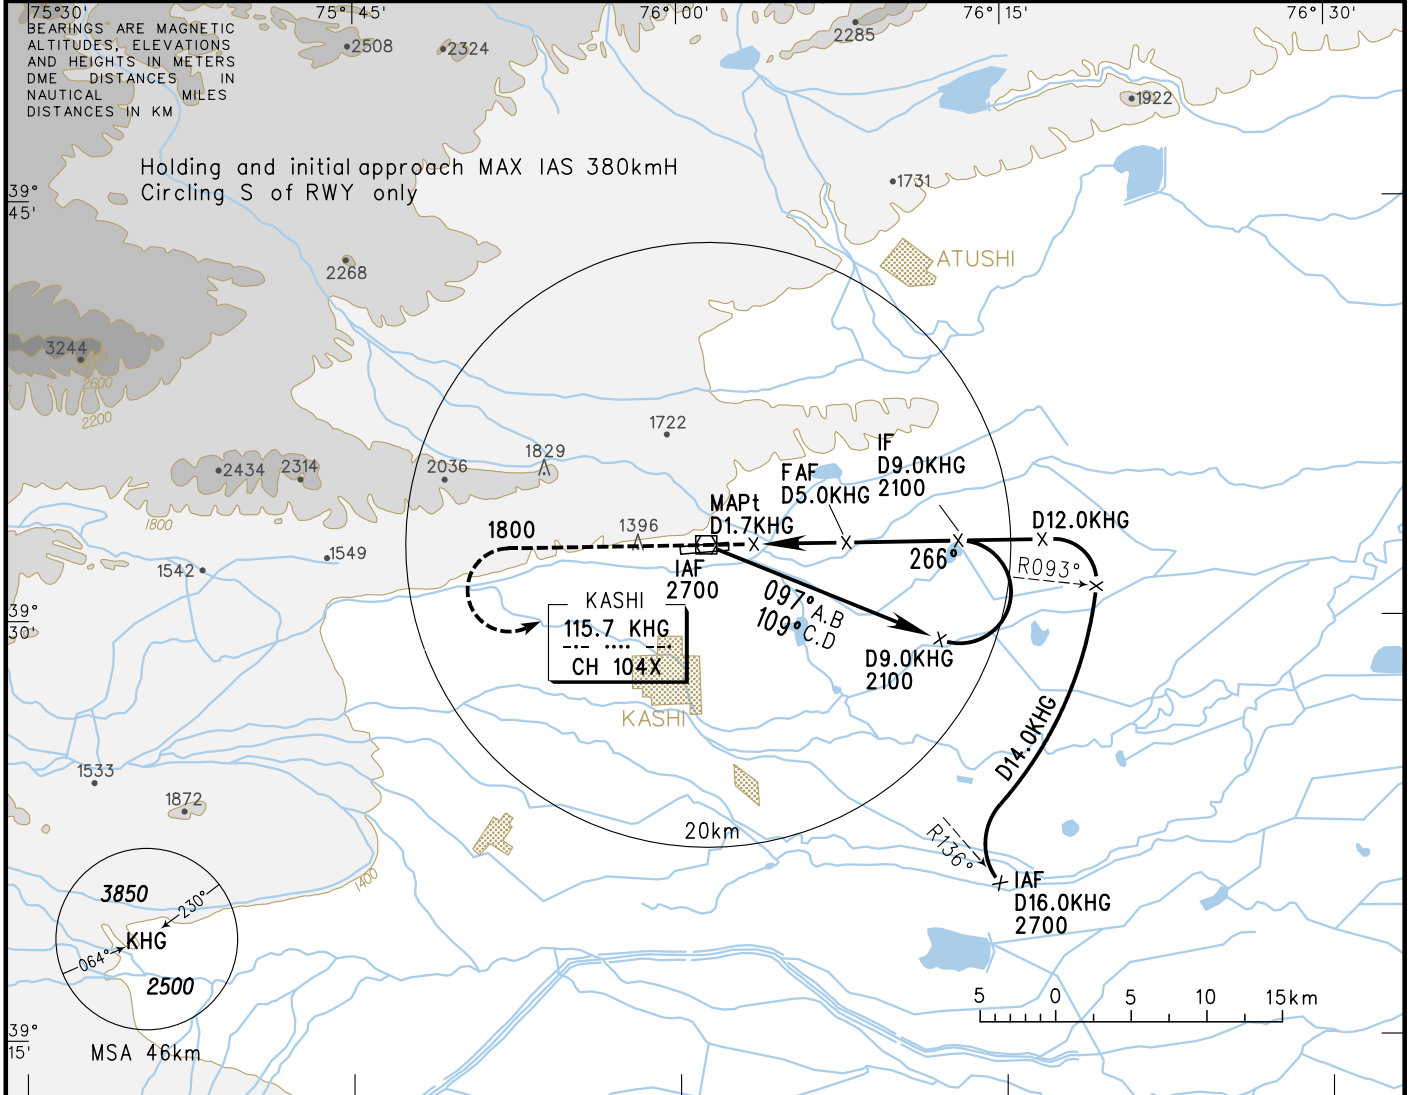 75°30'
75°45'
76°00'
76°15'
76°30'
BEARINGS ARE MAGNETIC
ALTITUDES, ELEVATIONS
AND HEIGHTS IN METERS
DME DISTANCES IN
NAUTICAL MILES
DISTANCES IN KM
2508
2324
2285
1922
Holding and initial approach MAX IAS 380kmH
Circling S of RWY only
39°
45'
1731
ATUSHI
2268
3244
2600
2200
1722
1829
2434
2314
2036
1800
IF
D9.0KHG
2100
FAF
D5.0KHG
MAPt
D1.7KHG
D12.0KHG
1800
1396
1549
1542
266°
R093°
IAF
2700
097°A.B
109°C.D
39°
30'
KASHI
115.7 KHG
CH 104X
D9.0KHG
2100
KASHI
D14.0KHG
1533
1872
20km
R136°
1400
IAF
D16.0KHG
2700
3850
230°
KHG
064°
2500
MSA 46km
5 0 5 10 15km
39°
15'